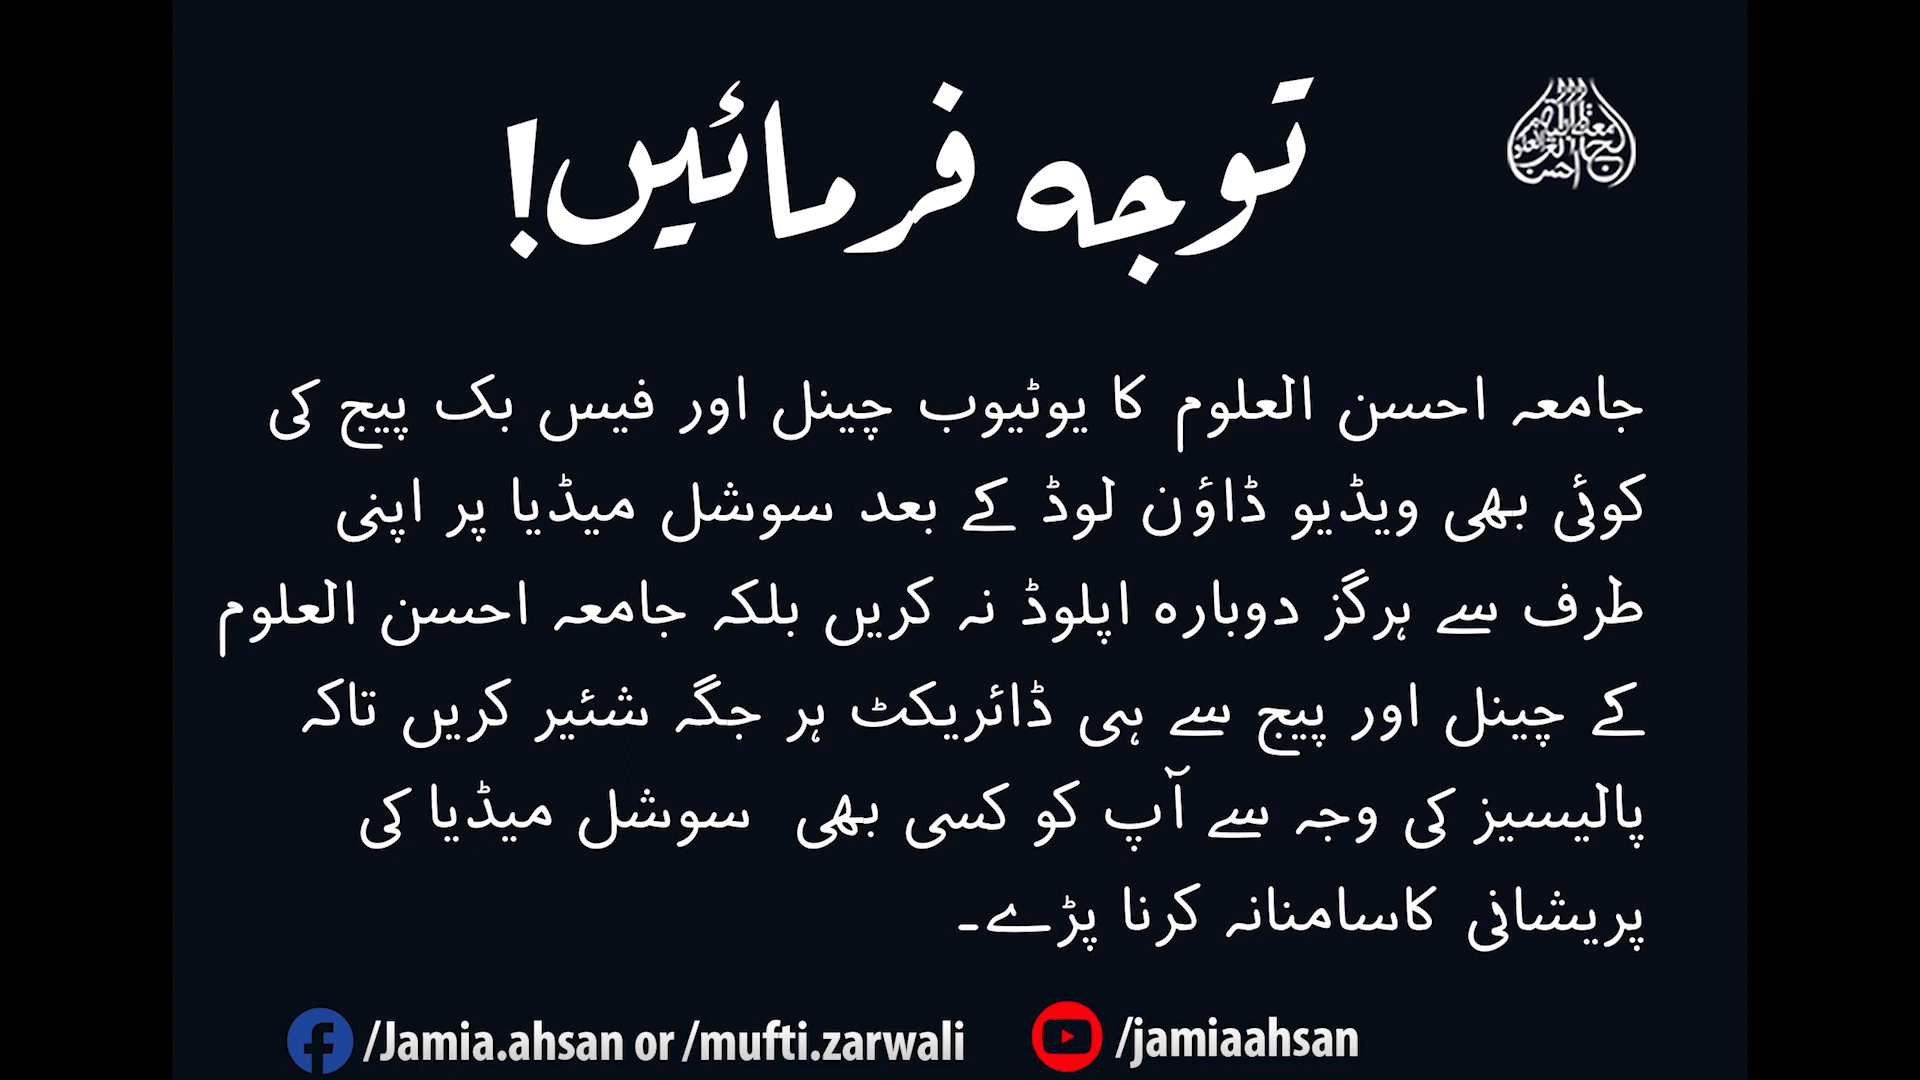 توجہ فرمائیں!
جامعہ احسن العلوم کا یوٹیوب چینل اور فیس بک پیج کی
کوئی بھی ویڈیو ڈاؤن لوڈ کے بعد سوشل میڈیا پر اپنی
طرف سے ہرگز دوبارہ اپلوڈ نہ کریں بلکہ جامعہ احسن العلوم
کے چینل اور پیج سے ہی ڈائریکٹ ہر جگہ شئیر کریں تاکہ
پالیسیز کی وجہ سے آپ کو کسی بھی سوشل میڈیا کی
پریشانی کاسامنانہ کرنا پڑے۔
/Jamia.ahsan or /mufti.zarwali
/jamiaahsan